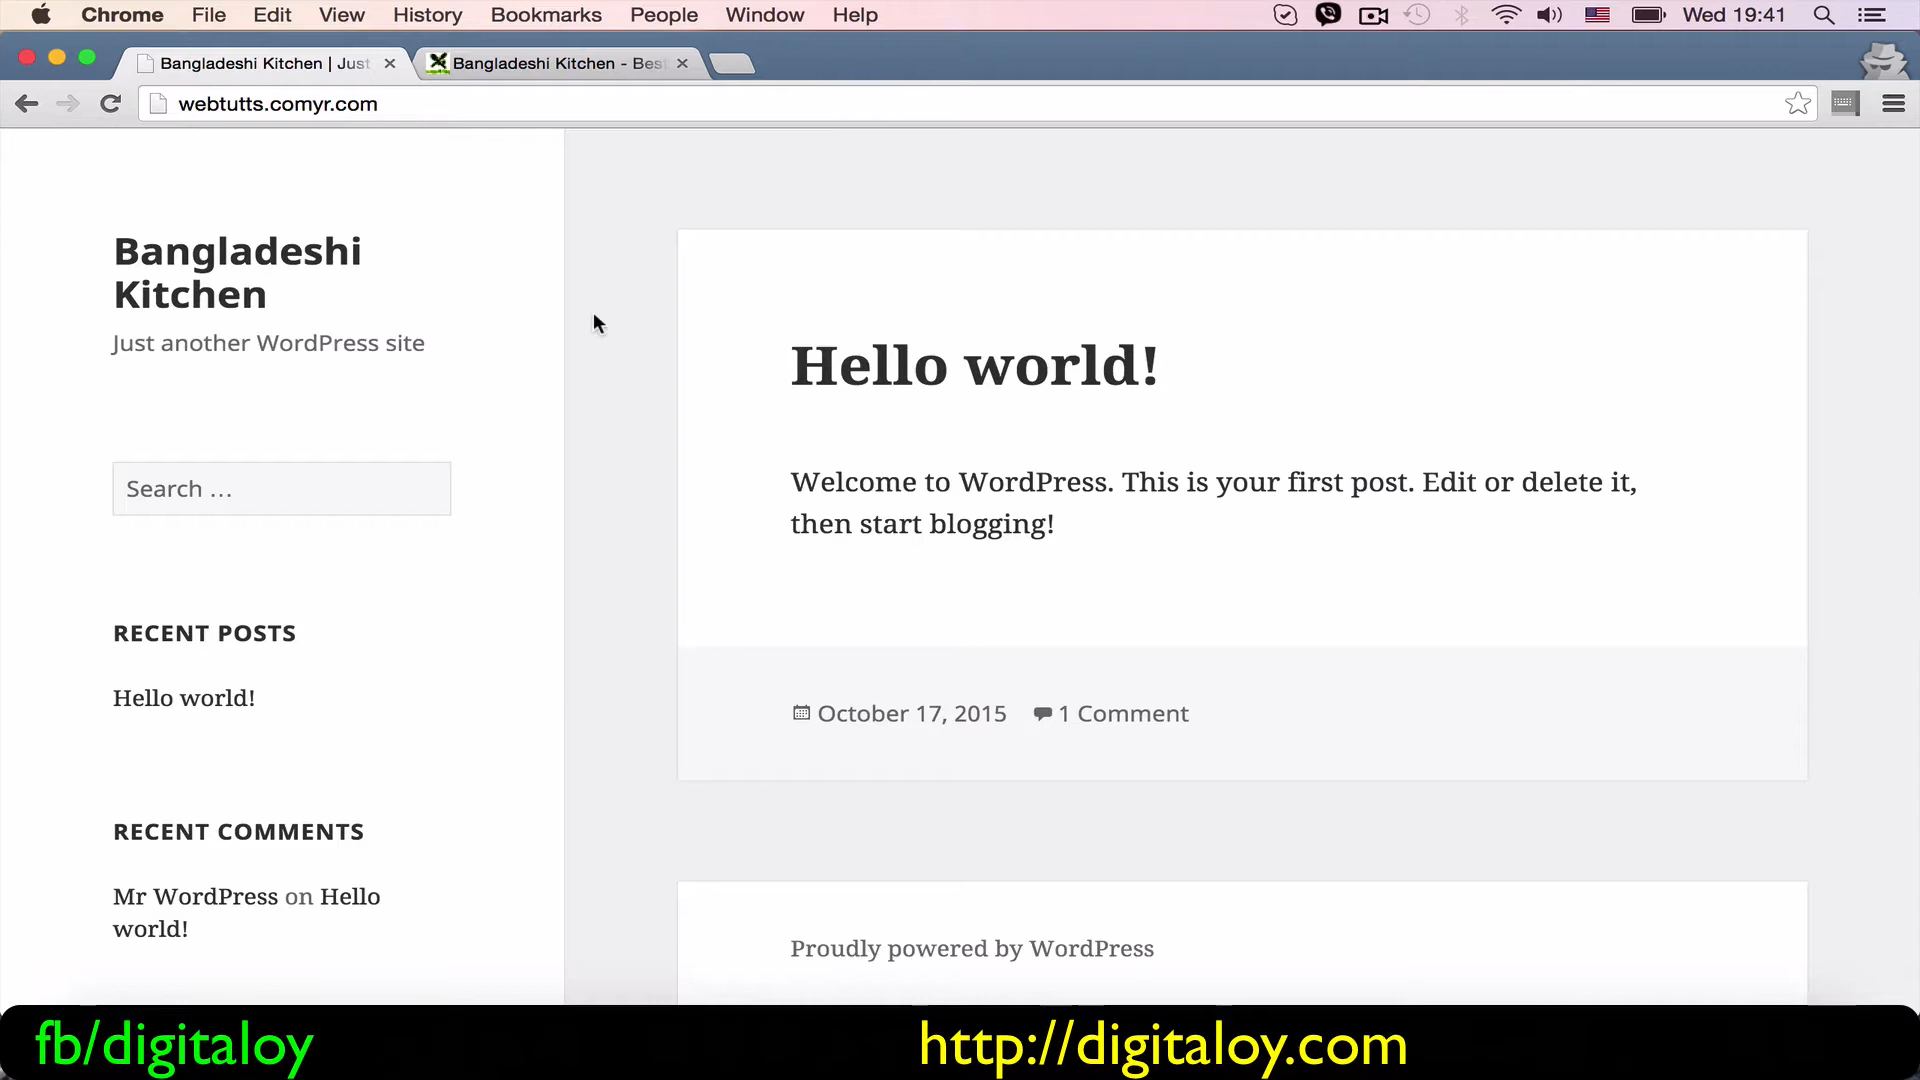 Chrome File Edit View History Bookmarks People Window Help Wed 19:41
Bangladeshi Kitchen | Just Bangladeshi Kitchen - Best
webtutts.comyr.com
Bangladeshi
Kitchen
Just another WordPress site
Search …
RECENT POSTS
Hello world!
RECENT COMMENTS
Mr WordPress on Hello
world!
Hello world!
Welcome to WordPress. This is your first post. Edit or delete it,
then start blogging!
October 17, 2015 1 Comment
Proudly powered by WordPress
fb/digitaloy http://digitaloy.com